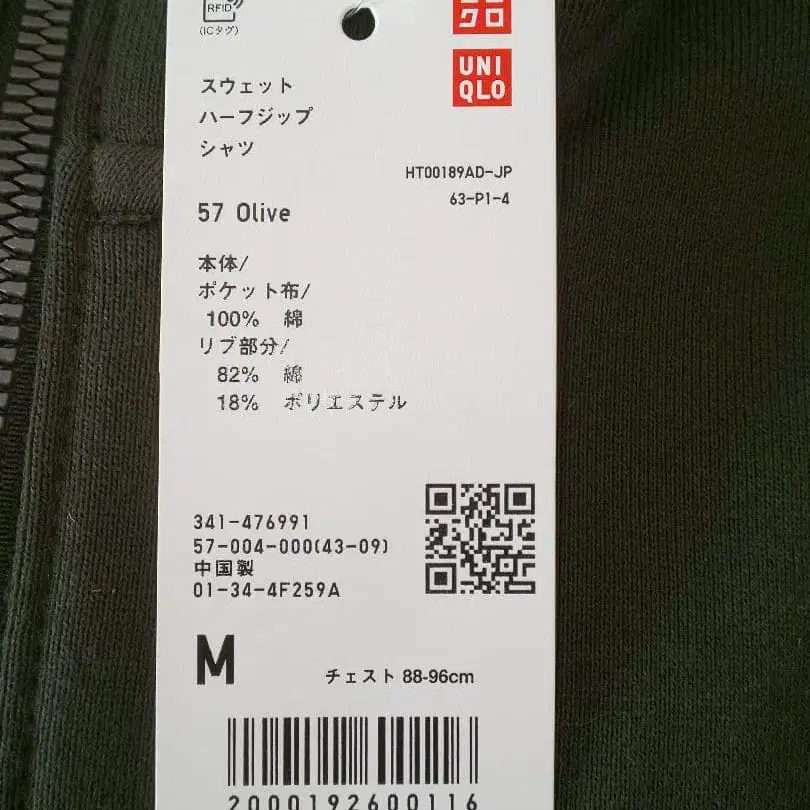 RFID
(ICタグ)
クロ
UNI
QLO
スウェット
ハーフジップ
シャツ
HT00189AD-JP
63-P1-4
57 Olive
本体/
ポケット布/
100% 綿
リブ部分/
82% 綿
18% ポリエステル
341-476991
57-004-000(43-09)
中国製
01-34-4F259A
M
チェスト 88-96cm
2000192600116